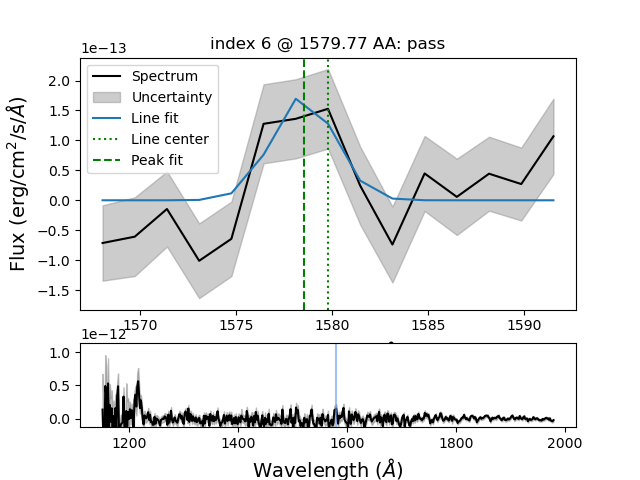 index 6 @ 1579.77 AA: pass
1e−13
Spectrum
Uncertainty
Line fit
Line center
Peak fit
2.0
1.5
1.0
0.5
0.0
−0.5
−1.0
−1.5
Flux (erg/cm²/s/Å)
1570 1575 1580 1585 1590
1e−12
1.0
0.5
0.0
1200 1400 1600 1800 2000
Wavelength (Å)